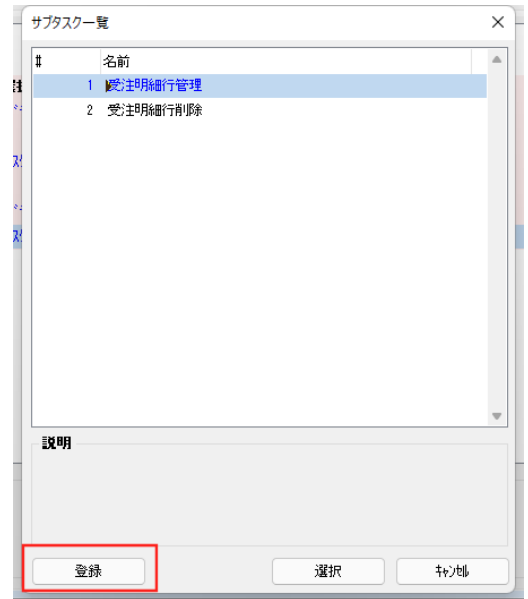 サブタスク一覧
# 名前
1 受注明細行管理
2 受注明細行削除
説明
登録 選択 ｷｬﾝｾﾙ